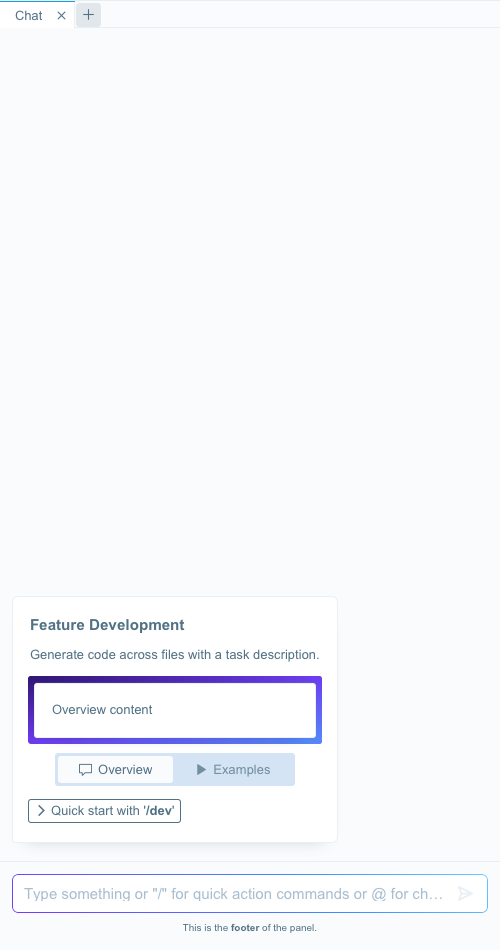 Chat
Feature Development
Generate code across files with a task description.
Overview content
Overview Examples
Quick start with '/dev'
Type something or "/" for quick action commands or @ for ch…
This is the footer of the panel.